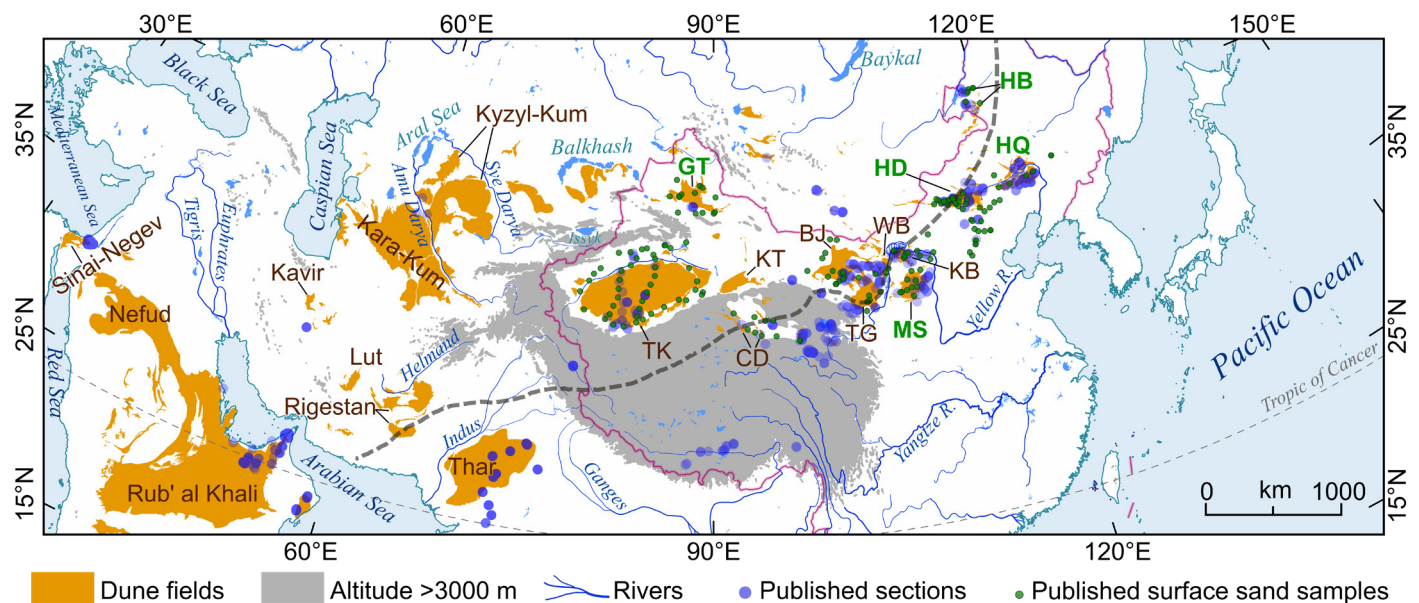 30°E 60°E 90°E 120°E 150°E
35°N
25°N
15°N
35°N
25°N
15°N
60°E 90°E 120°E
Black Sea
Mediterranean Sea
Caspian Sea
Aral Sea
Kyzyl-Kum
Balkhash
Baykal
HB
HQ
HD
GT
Tigris
Euphrates
Amu Darya
Sye Darya
Issyk
Sinai-Negev
Kavir
Kara-Kum
BJ
WB
KT
KB
Yellow R.
Nefud
TK
CD
TG
MS
Red Sea
Lut
Helmand
Rigestan
Indus
Thar
Ganges
Yangtze R.
Pacific Ocean
Tropic of Cancer
Arabian Sea
Rub' al Khali
0 km 1000
Dune fields
Altitude >3000 m
Rivers
Published sections
Published surface sand samples